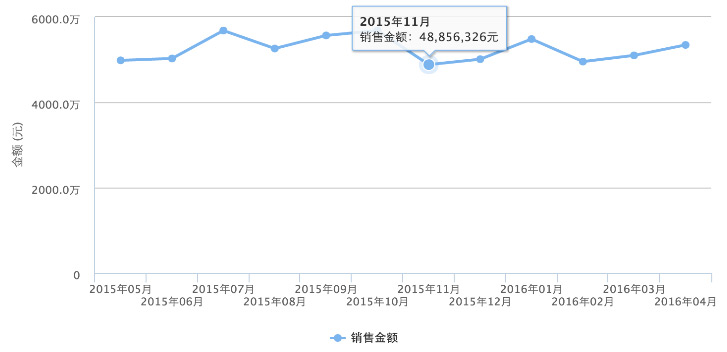 6000.0万
4000.0万
2000.0万
0
金额 (元)
2015年11月
销售金额：48,856,326元
2015年05月
2015年06月
2015年07月
2015年08月
2015年09月
2015年10月
2015年11月
2015年12月
2016年01月
2016年02月
2016年03月
2016年04月
销售金额